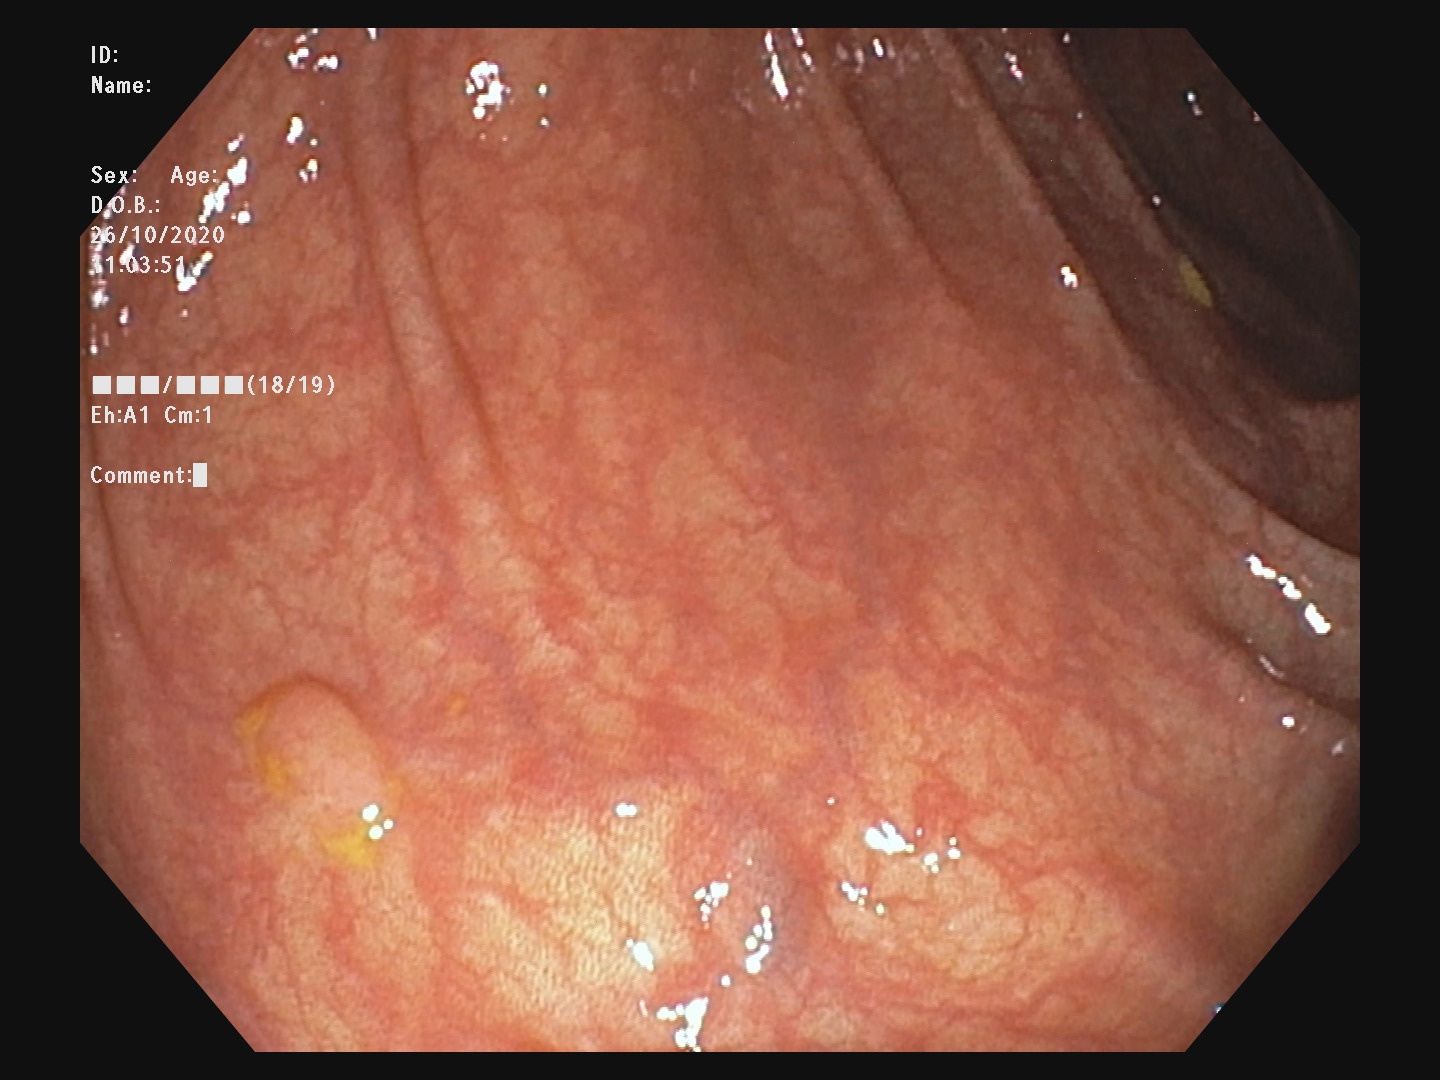 ID:
Name:
Sex: Age:
D.O.B.:
26/10/2020
11:03:51
■■■/■■■(18/19)
Eh:A1 Cm:1
Comment: